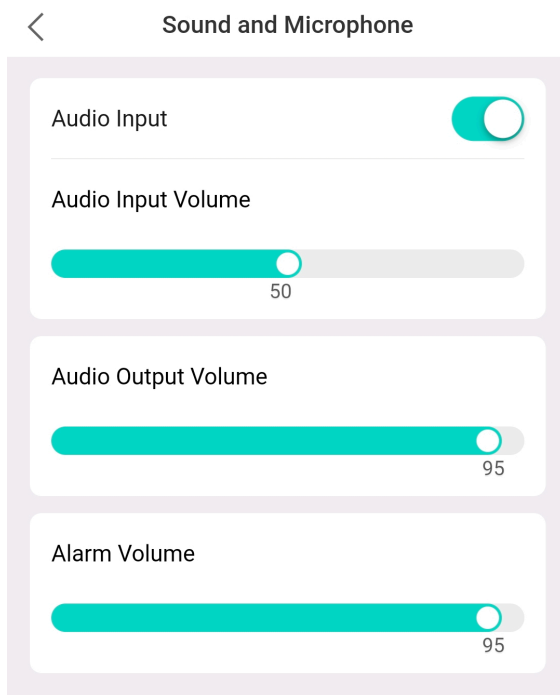 Sound and Microphone
Audio Input
Audio Input Volume
50
Audio Output Volume
95
Alarm Volume
95